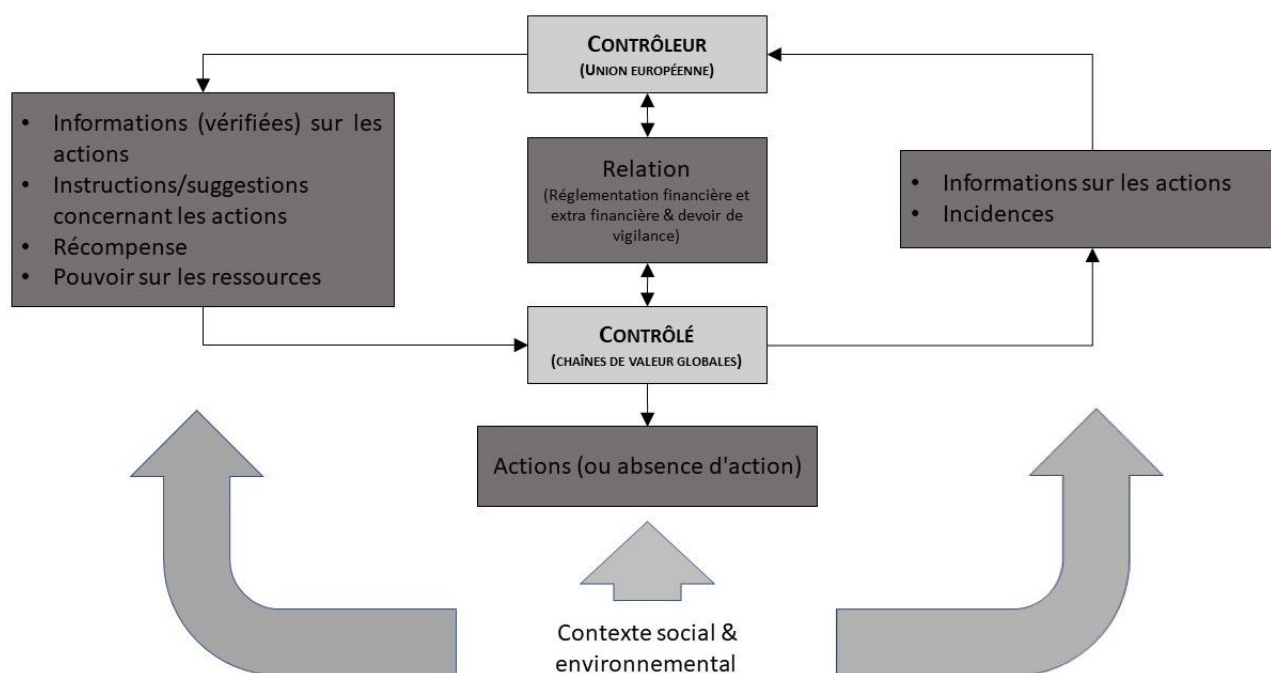 CONTRÔLEUR
(UNION EUROPÉENNE)
• Informations (vérifiées) sur les
actions
• Instructions/suggestions
concernant les actions
• Récompense
• Pouvoir sur les ressources
Relation
(Réglementation financière et
extra financière & devoir de
vigilance)
• Informations sur les actions
• Incidences
CONTRÔLÉ
(CHAÎNES DE VALEUR GLOBALES)
Actions (ou absence d'action)
Contexte social &
environnemental